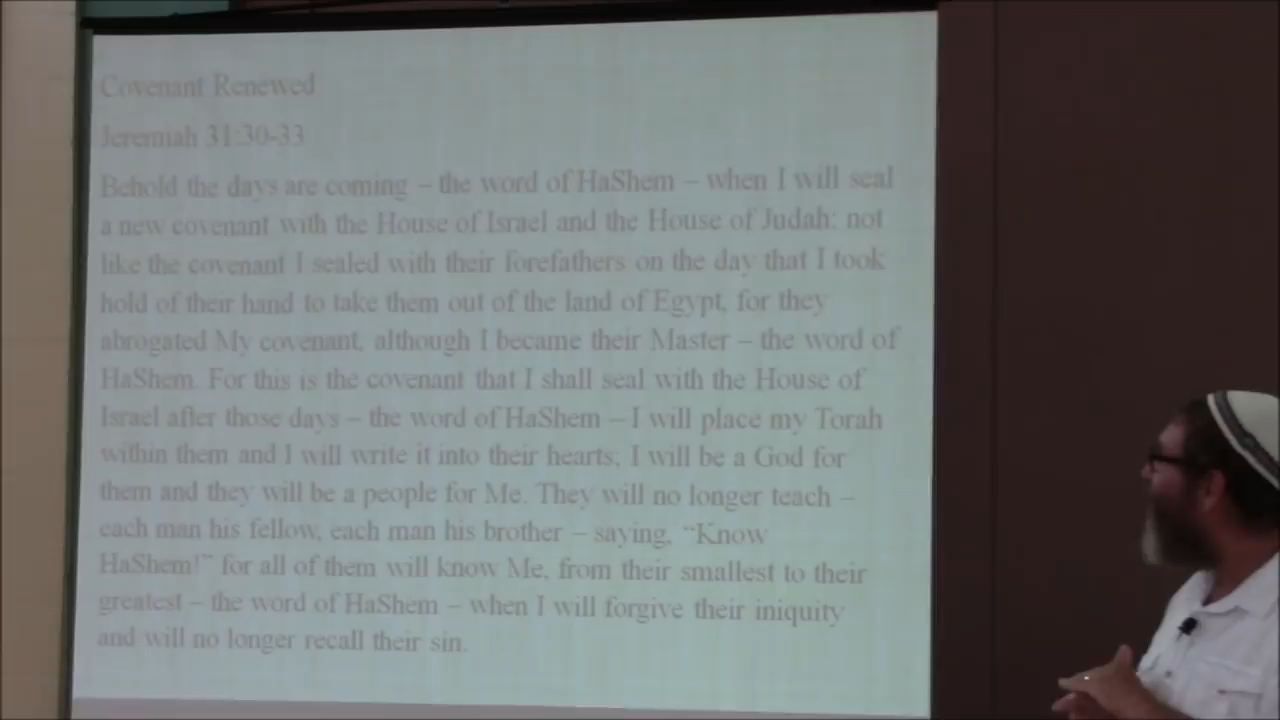 Covenant Renewed
Jeremiah 31:30-33
Behold the days are coming – the word of HaShem – when I will seal
a new covenant with the House of Israel and the House of Judah: not
like the covenant I sealed with their forefathers on the day that I took
hold of their hand to take them out of the land of Egypt, for they
abrogated My covenant, although I became their Master – the word of
HaShem. For this is the covenant that I shall seal with the House of
Israel after those days – the word of HaShem – I will place my Torah
within them and I will write it into their hearts; I will be a God for
them and they will be a people for Me. They will no longer teach –
each man his fellow, each man his brother – saying, “Know
HaShem!” for all of them will know Me, from their smallest to their
greatest – the word of HaShem – when I will forgive their iniquity
and will no longer recall their sin.